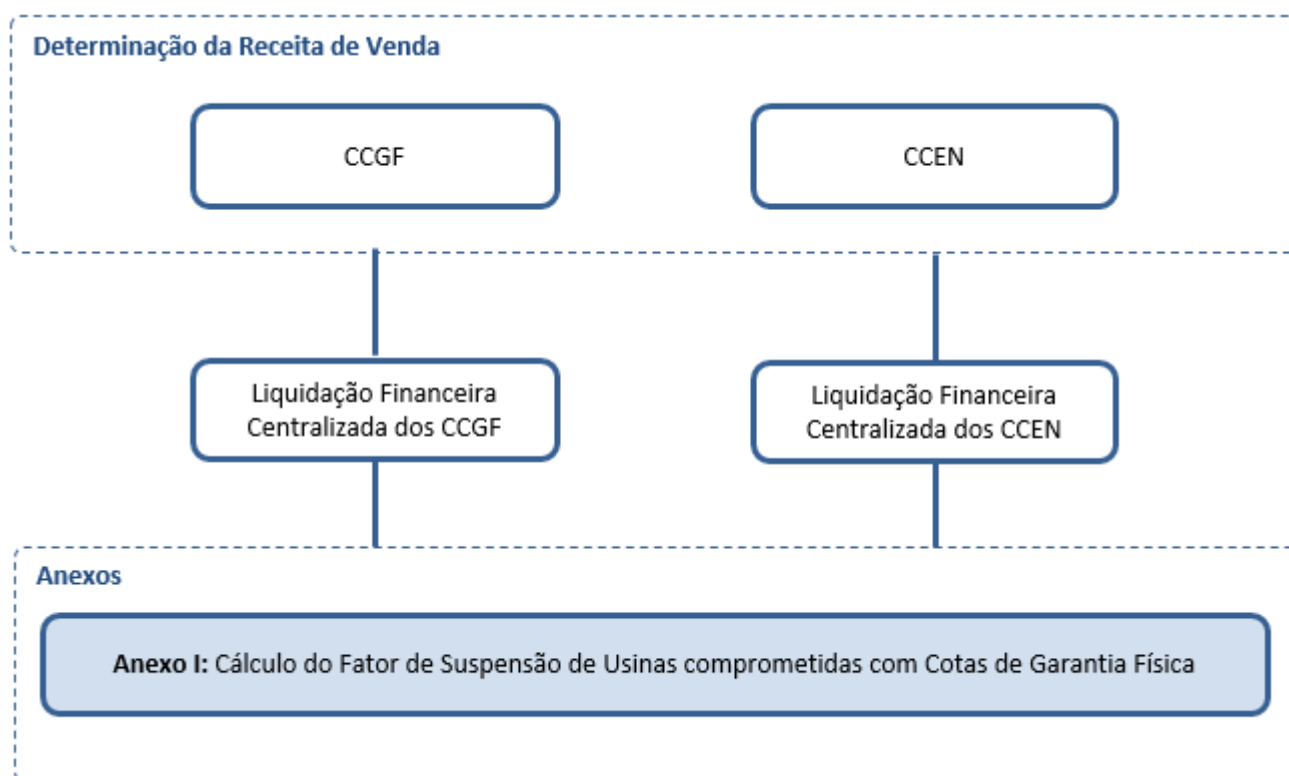 Determinação da Receita de Venda
CCGF
CCEN
Liquidação Financeira
Centralizada dos CCGF
Liquidação Financeira
Centralizada dos CCEN
Anexos
Anexo I: Cálculo do Fator de Suspensão de Usinas comprometidas com Cotas de Garantia Física